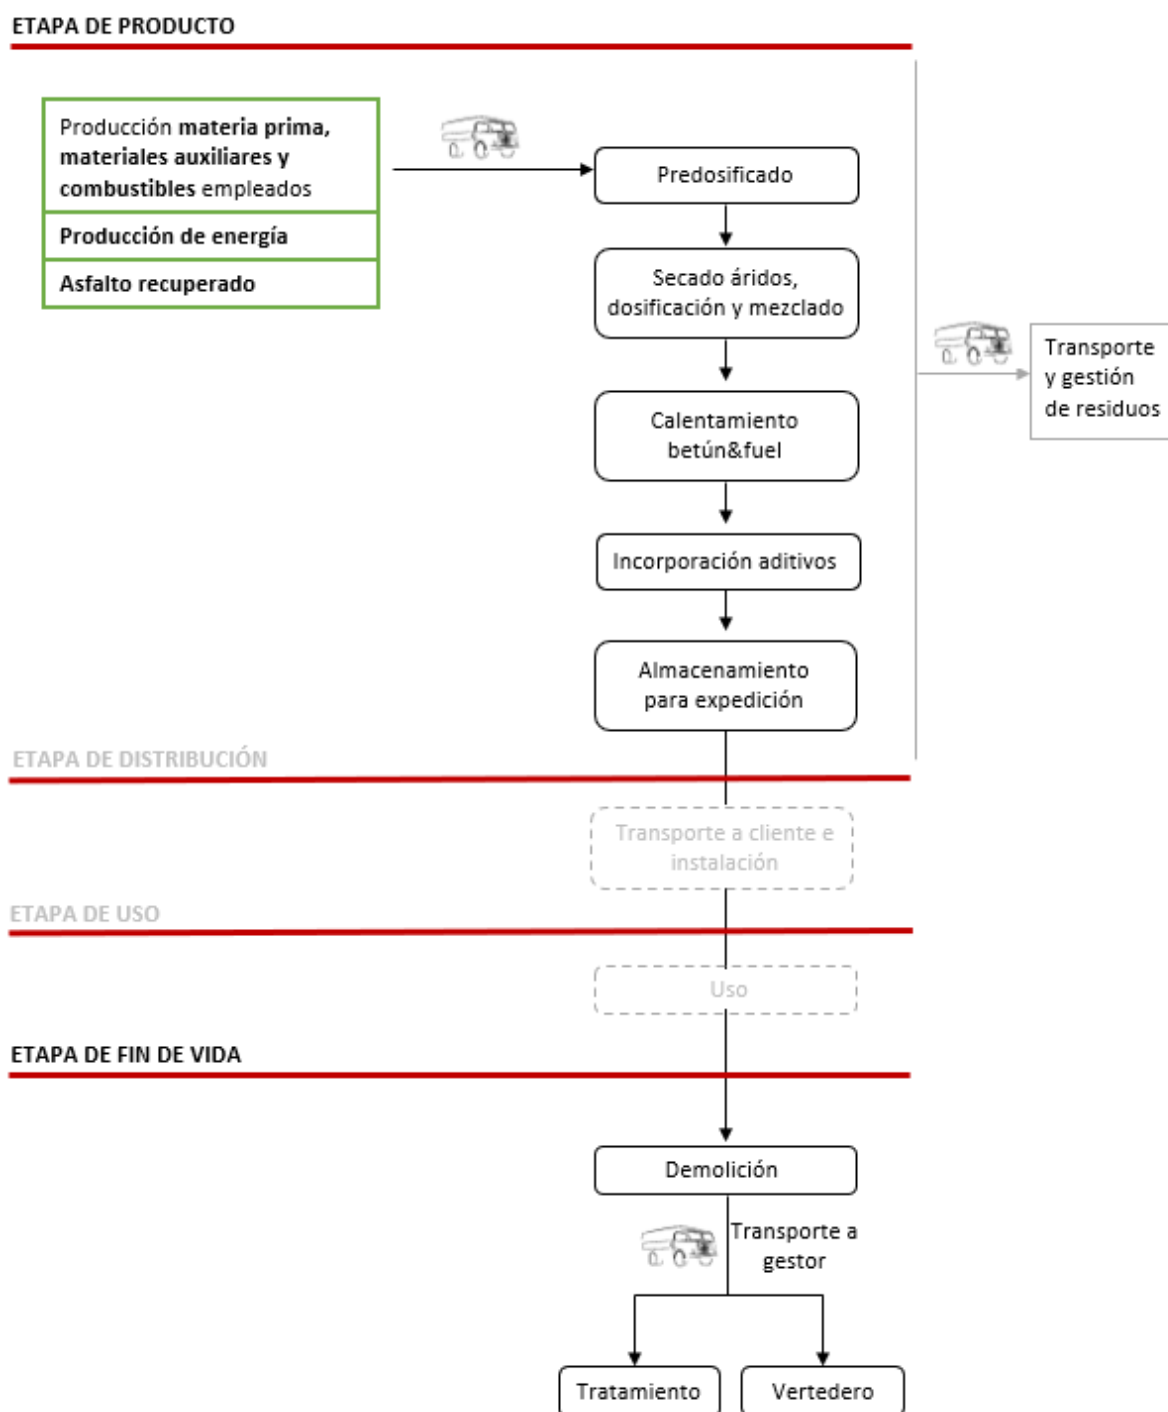 ETAPA DE PRODUCTO
Producción materia prima,
materiales auxiliares y
combustibles empleados
Producción de energía
Asfalto recuperado
Predosificado
Secado áridos,
dosificación y mezclado
Transporte
y gestión
de residuos
Calentamiento
betún&fuel
Incorporación aditivos
Almacenamiento
para expedición
ETAPA DE DISTRIBUCIÓN
Transporte a cliente e
instalación
ETAPA DE USO
Uso
ETAPA DE FIN DE VIDA
Demolición
Transporte a
gestor
Tratamiento
Vertedero